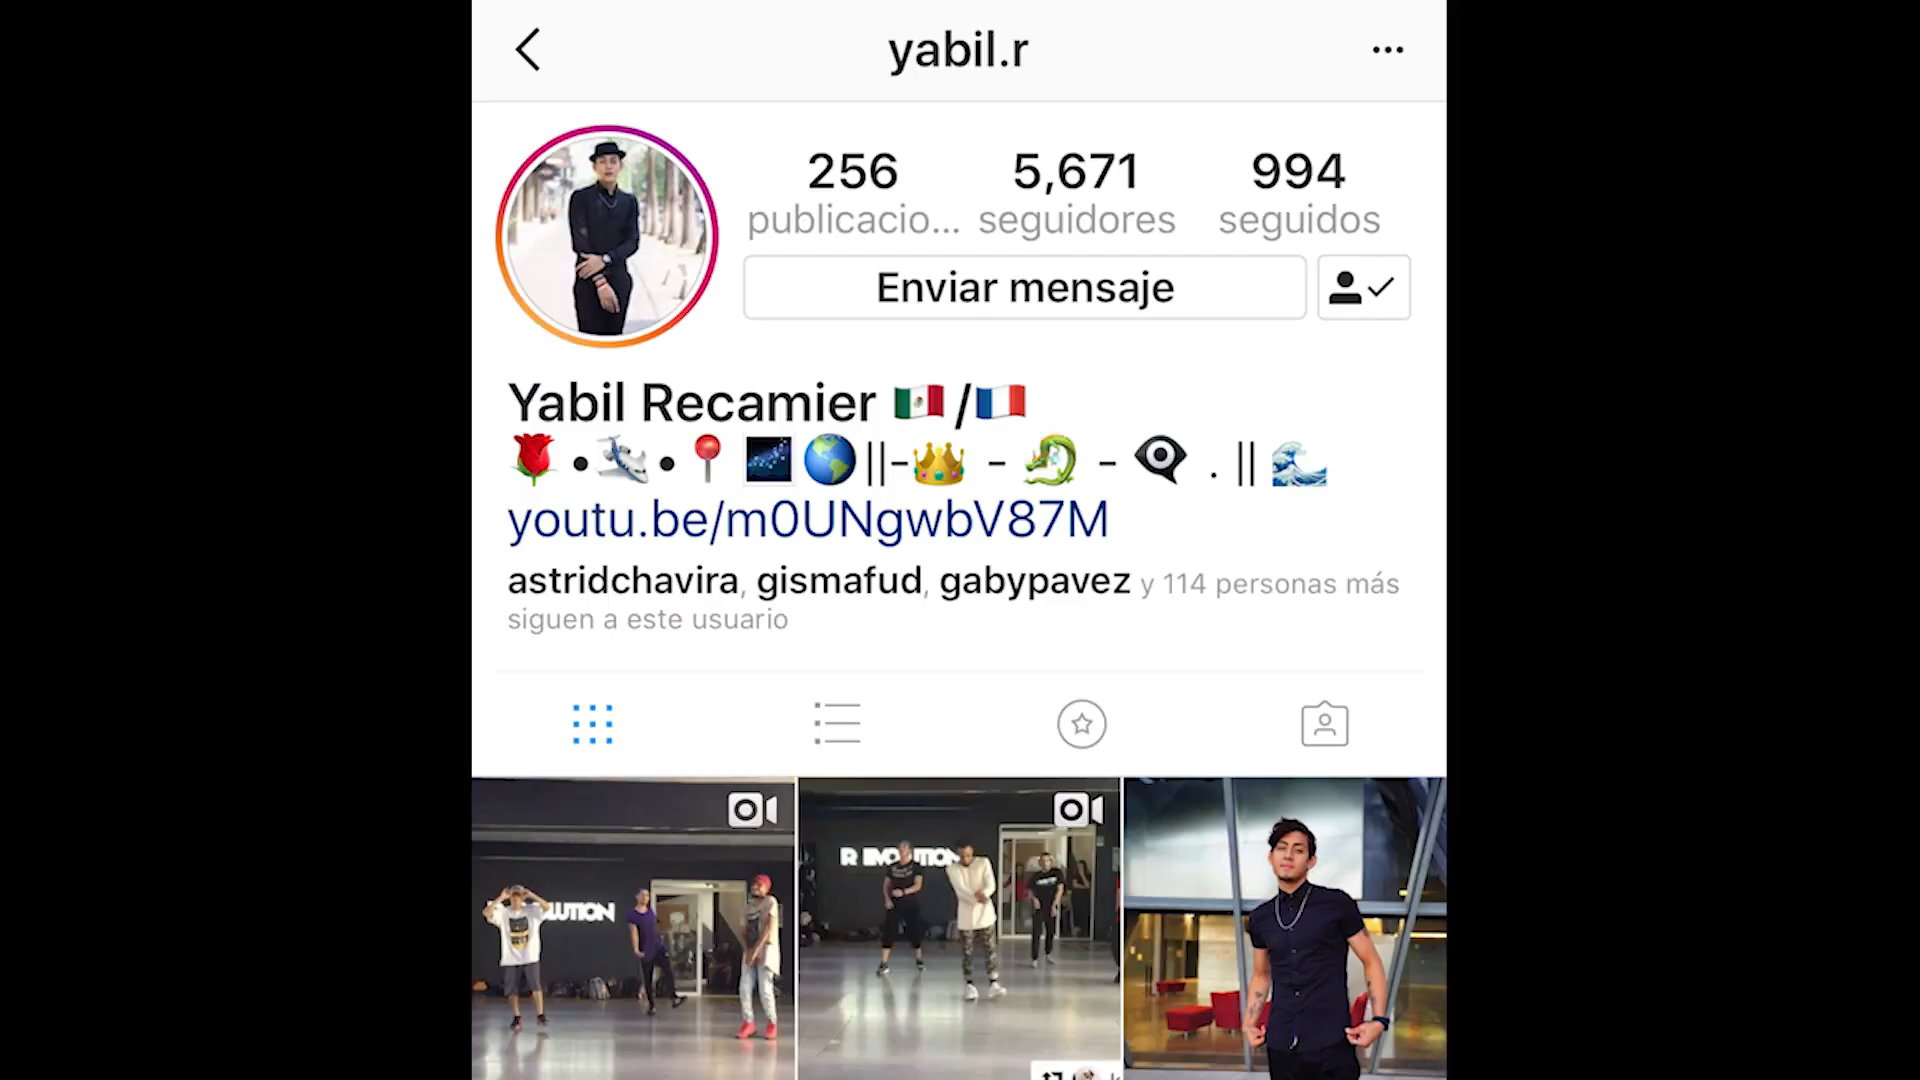 yabil.r
256 5,671 994
publicacio... seguidores seguidos
Enviar mensaje
Yabil Recamier 🇲🇽/🇫🇷
🌹•🛩•📍🌌🌎||-👑 - 🐉 - 👁‍🗨 . || 🌊
youtu.be/m0UNgwbV87M
astridchavira, gismafud, gabypavez y 114 personas más
siguen a este usuario